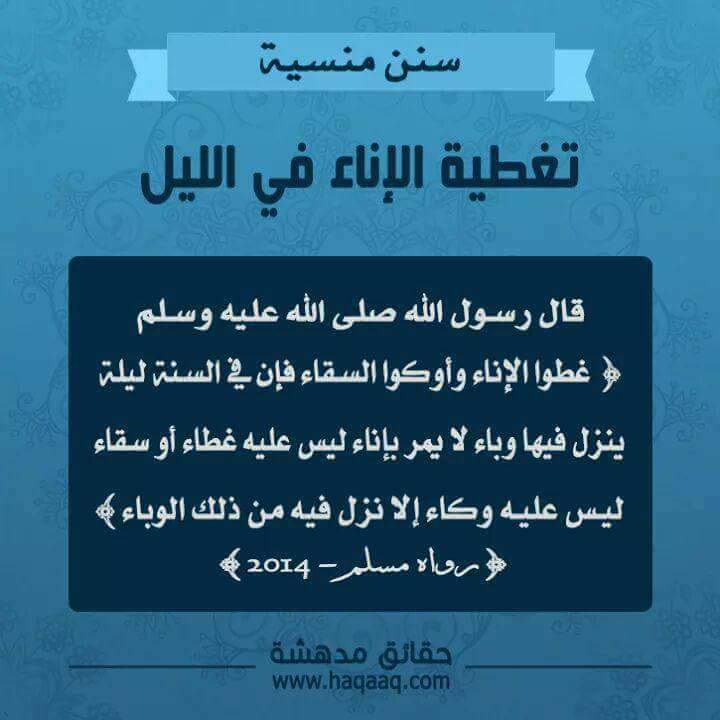 سنن منسية
تغطية الإناء في الليل
قال رسول الله صلى الله عليه وسلم
﴿ غطوا الإناء وأوكوا السقاء فإن في السنة ليلة
ينزل فيها وباء لا يمر بإناء ليس عليه غطاء أو سقاء
ليس عليه وكاء إلا نزل فيه من ذلك الوباء ﴾
﴿ رواه مسلم – 2014 ﴾
حقائق مدهشة
www.haqaaq.com